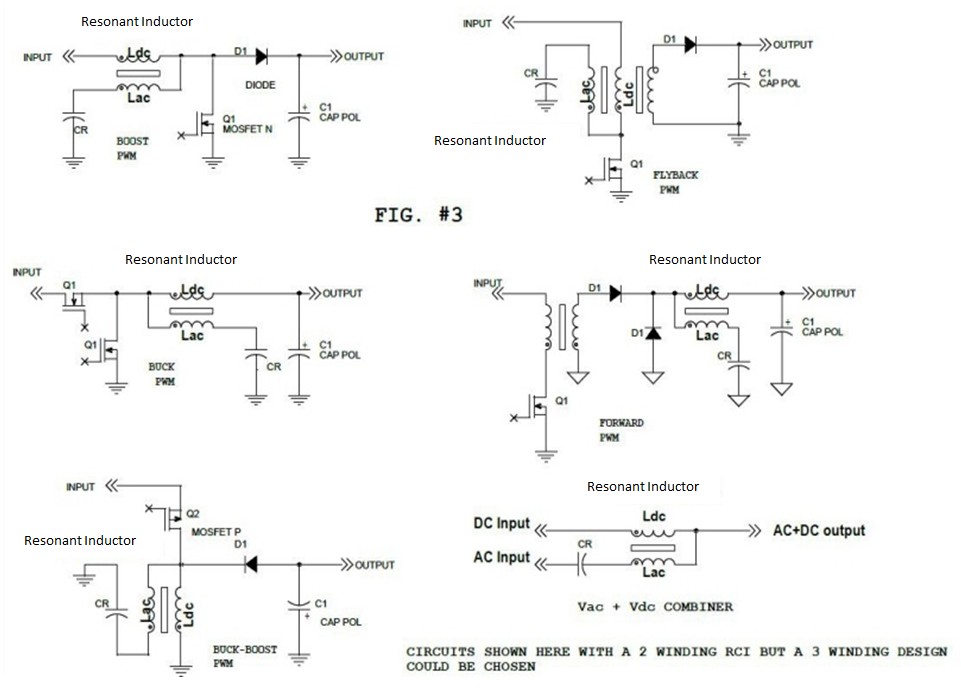 Resonant Inductor
INPUT
Ldc
Lac
CR
D1
DIODE
OUTPUT
Q1
MOSFET N
C1
CAP POL
BOOST
PWM
INPUT
CR
Lac
Ldc
D1
OUTPUT
C1
CAP POL
Resonant Inductor
Q1
FLYBACK
PWM
FIG. #3
Resonant Inductor
INPUT
Q1
Q1
Ldc
Lac
OUTPUT
CR
C1
CAP POL
BUCK
PWM
Resonant Inductor
INPUT
D1
D1
Ldc
Lac
OUTPUT
CR
C1
CAP POL
Q1
FORWARD
PWM
INPUT
Q2
MOSFET P
Resonant Inductor
D1
OUTPUT
CR
Lac
Ldc
C1
CAP POL
BUCK-BOOST
PWM
Resonant Inductor
DC Input
Ldc
AC+DC output
AC Input
CR
Lac
Vac + Vdc COMBINER
CIRCUITS SHOWN HERE WITH A 2 WINDING RCI BUT A 3 WINDING DESIGN
COULD BE CHOSEN